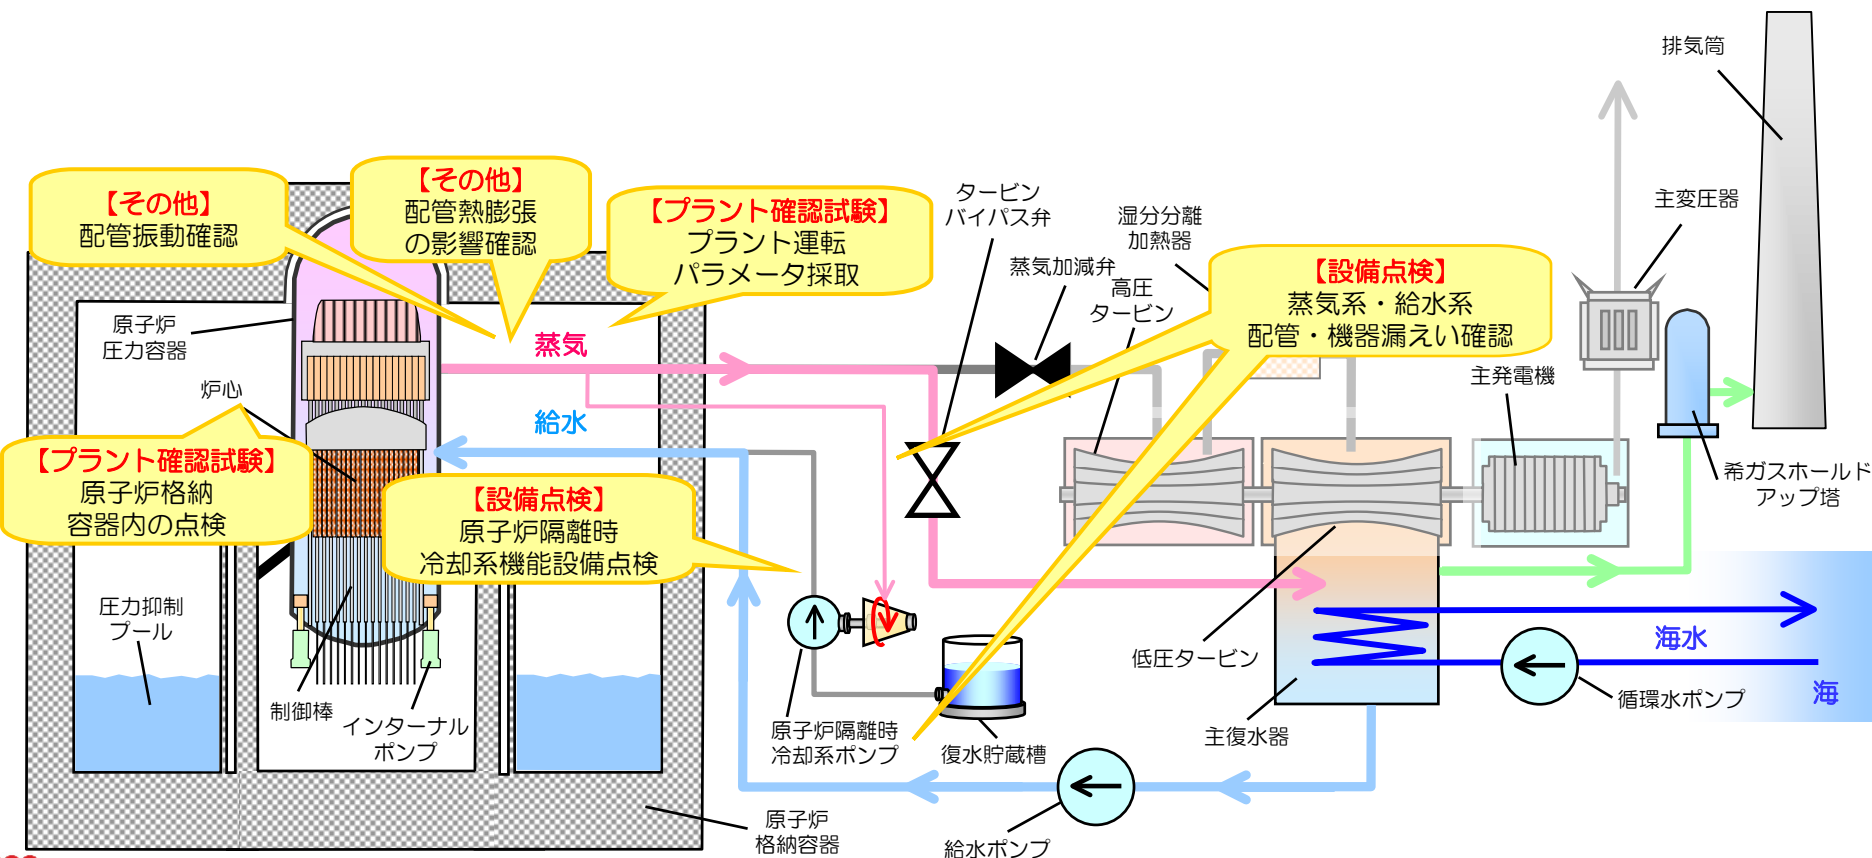 排気筒
【その他】
配管振動確認
【その他】
配管熱膨張
の影響確認
【プラント確認試験】
プラント運転
パラメータ採取
タービン
バイパス弁
湿分分離
加熱器
主変圧器
蒸気加減弁
高圧
タービン
【設備点検】
蒸気系・給水系
配管・機器漏えい確認
原子炉
圧力容器
蒸気
炉心
主発電機
給水
【プラント確認試験】
原子炉格納
容器内の点検
【設備点検】
原子炉隔離時
冷却系機能設備点検
希ガスホールド
アップ塔
圧力抑制
プール
制御棒
インターナル
ポンプ
原子炉隔離時
冷却系ポンプ
復水貯蔵槽
低圧タービン
主復水器
海水
循環水ポンプ
海
原子炉
格納容器
給水ポンプ